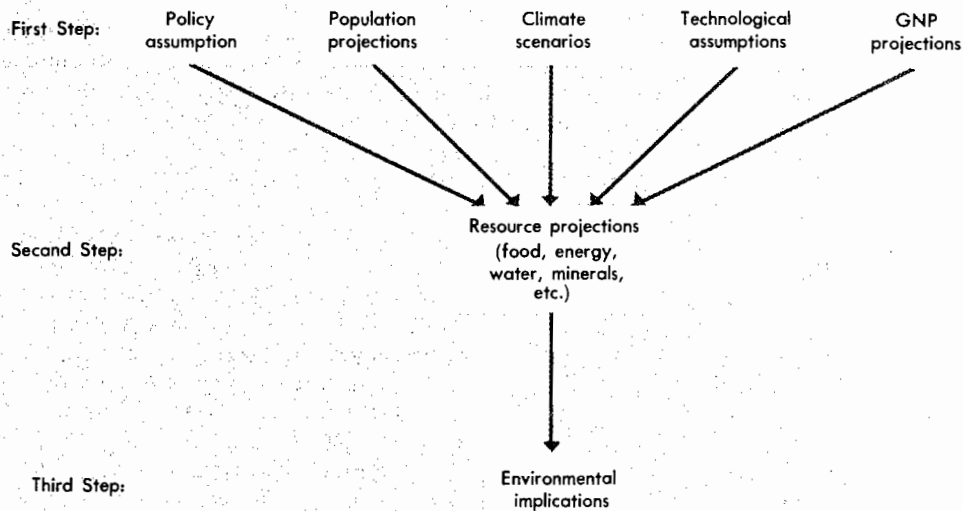 First Step:
Policy
assumption
Population
projections
Climate
scenarios
Technological
assumptions
GNP
projections
Second Step:
Resource projections
(food, energy,
water, minerals,
etc.)
Third Step:
Environmental
implications